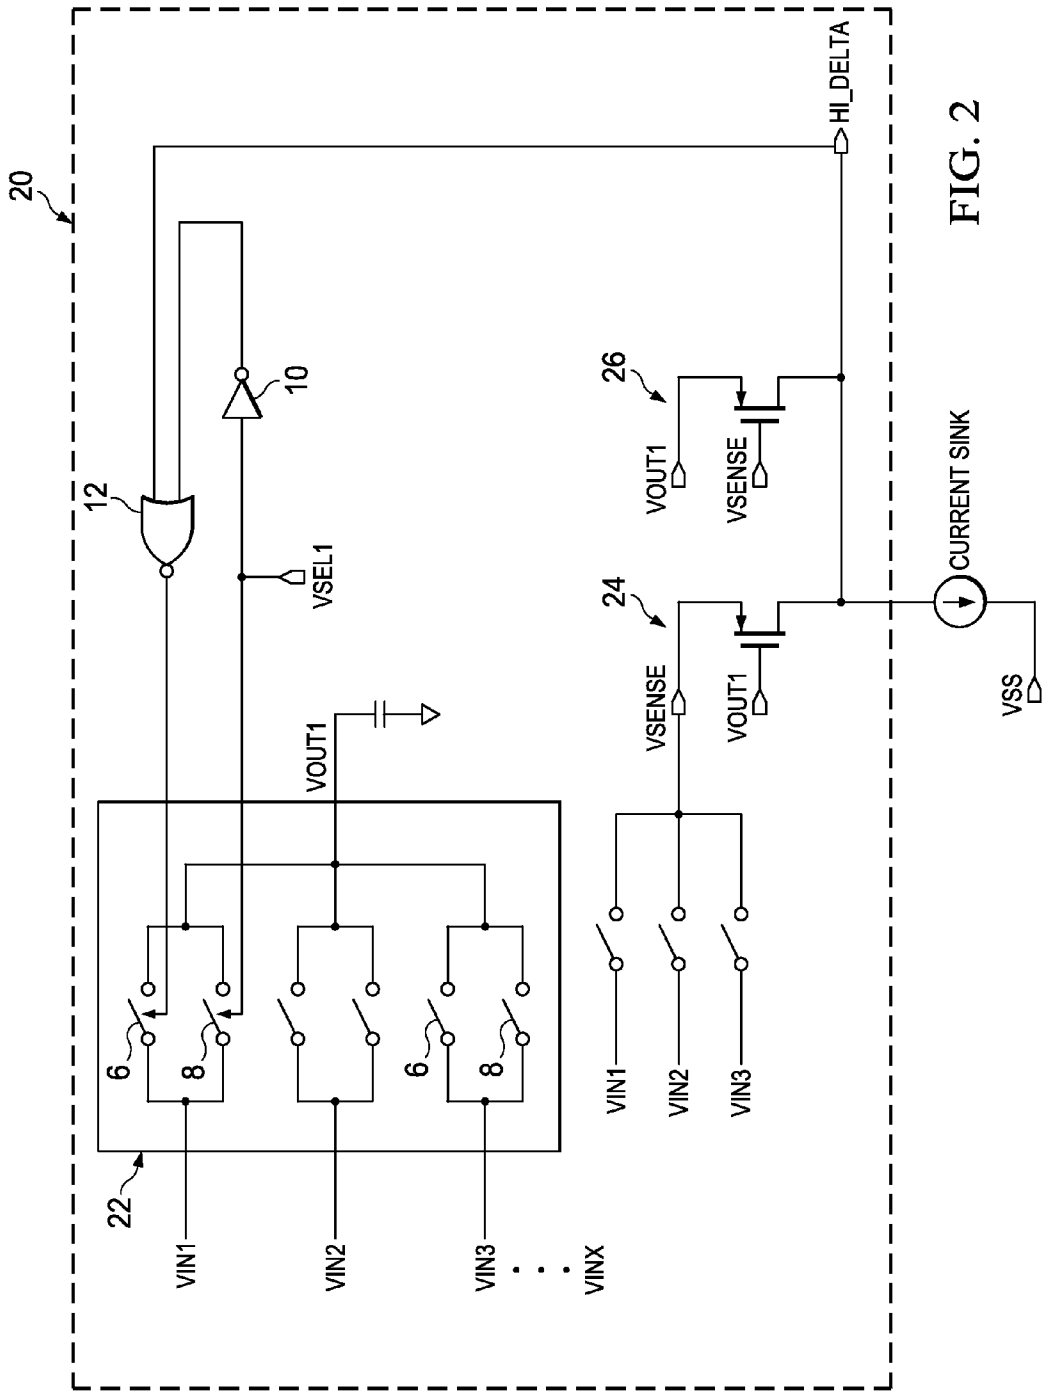 20
HI_DELTA
12
10
VSEL1
VOUT1
6
8
6
8
22
VIN1
VIN2
VIN3
VINX
26
VOUT1
VSENSE
24
VSENSE
VOUT1
VIN1
VIN2
VIN3
CURRENT SINK
VSS
FIG. 2